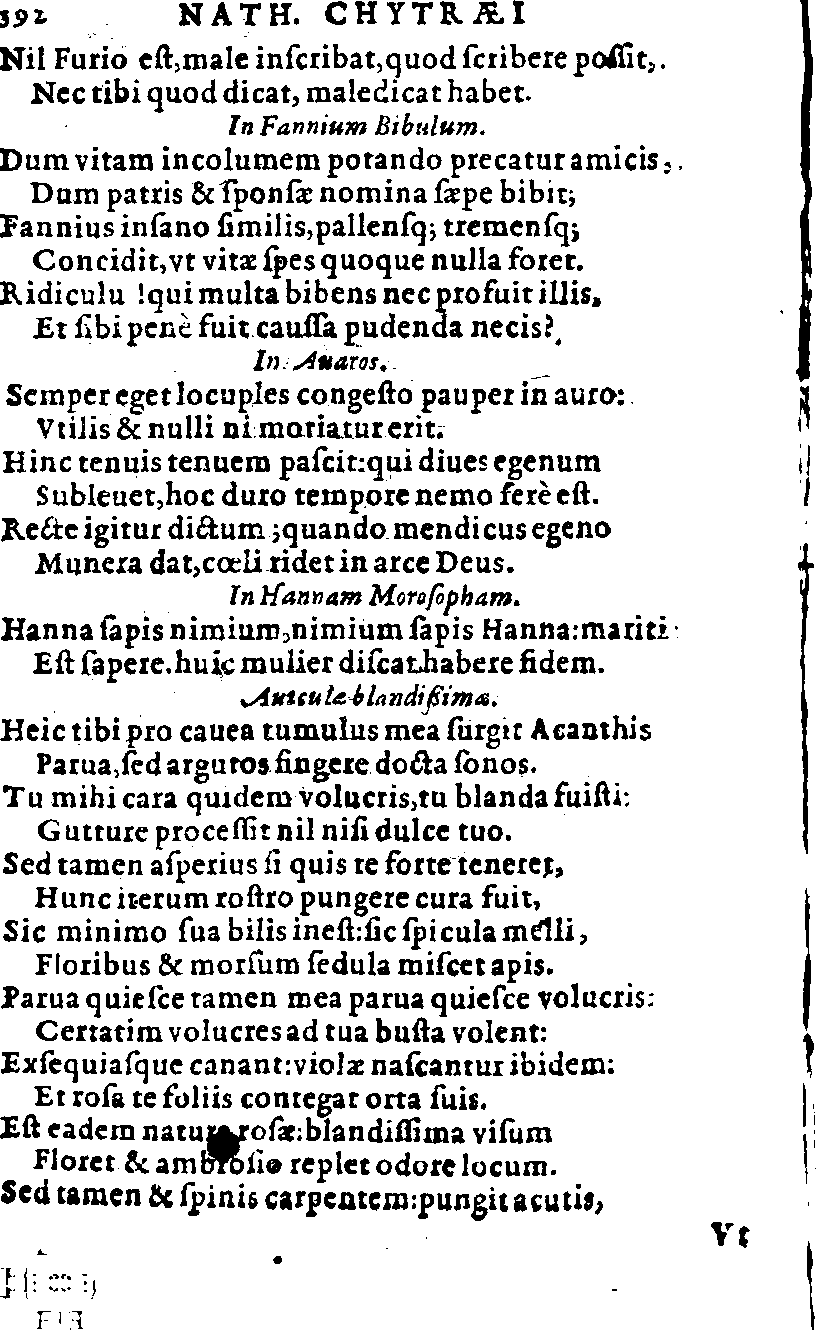 392 NATH. CHYTRÆI
Nil Furio eſt,male inſcribat,quod ſcribere poſſit,.
Nec tibi quod dicat, maledicat habet.
In Fannium Bibulum.
Dum vitam incolumem potando precatur amicis,.
Dum patris & ſponſæ nomina ſæpe bibit;
Fannius inſano ſimilis,pallenſq; tremenſq;
Concidit,vt vitæ ſpes quoque nulla foret.
Ridiculu !qui multa bibens nec profuit illis,
Et ſibi penè fuit cauſſa pudenda necis?
In Auaros.
Semper eget locuples congeſto pauper in auro:
Vtilis & nulli ni moriatur erit.
Hinc tenuis tenuem paſcit:qui diues egenum
Subleuet,hoc duro tempore nemo ferè eſt.
Recte igitur dictum ;quando mendicus egeno
Munera dat,cœli ridet in arce Deus.
In Hannam Moroſopham.
Hanna ſapis nimium,nimium ſapis Hanna:mariti
Eſt ſapere.huic mulier diſcat habere fidem.
Auiculæ blandißimæ.
Heic tibi pro cauea tumulus mea ſurgit Acanthis
Parua,ſed argutos fingere docta ſonos.
Tu mihi cara quidem volucris,tu blanda fuiſti:
Gutture proceſſit nil niſi dulce tuo.
Sed tamen aſperius ſi quis te forte teneret,
Hunc iterum roſtro pungere cura fuit,
Sic minimo ſua bilis ineſt:ſic ſpicula melli,
Floribus & morſum ſedula miſcet apis.
Parua quieſce tamen mea parua quieſce volucris:
Certatim volucres ad tua buſta volent:
Exſequiaſque canant:violæ naſcantur ibidem:
Et roſa te foliis contegat orta ſuis.
Eſt eadem natura roſæ:blandiſſima viſum
Floret & ambroſio replet odore locum.
Sed tamen & ſpinis carpentem:pungit acutis,
Vt